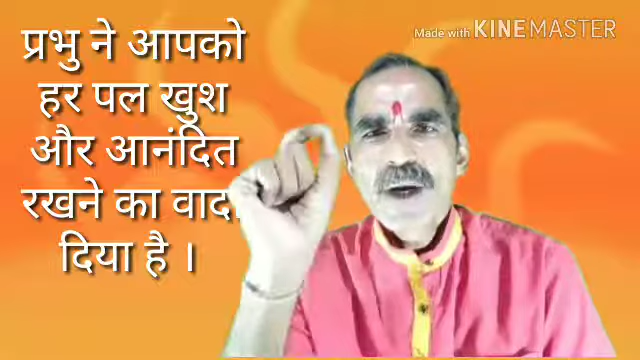 Made with KINEMASTER
प्रभु ने आपको
हर पल खुश
और आनंदित
रखने का वादा
दिया है ।